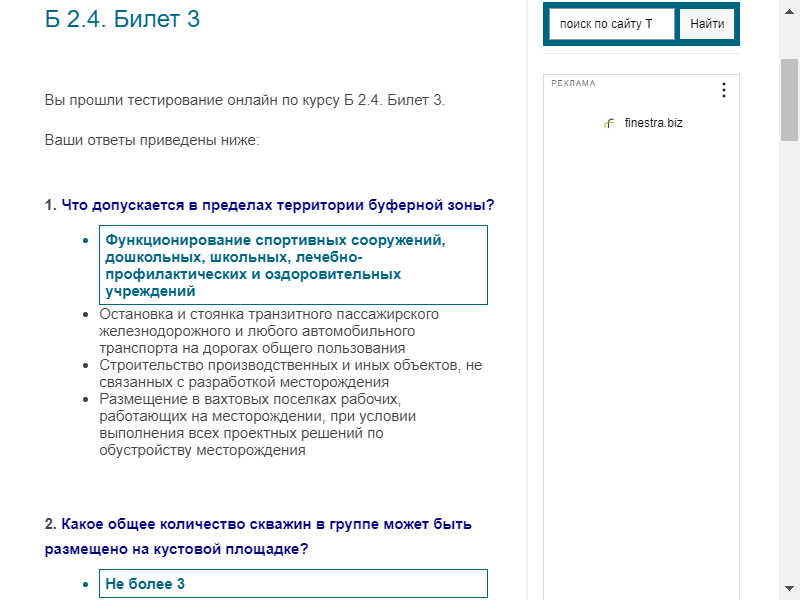 Б 2.4. Билет 3
поиск по сайту Т
Найти
РЕКЛАМА
finestra.biz
Вы прошли тестирование онлайн по курсу Б 2.4. Билет 3.
Ваши ответы приведены ниже:
1. Что допускается в пределах территории буферной зоны?
Функционирование спортивных сооружений,
дошкольных, школьных, лечебно-
профилактических и оздоровительных
учреждений
Остановка и стоянка транзитного пассажирского
железнодорожного и любого автомобильного
транспорта на дорогах общего пользования
Строительство производственных и иных объектов, не
связанных с разработкой месторождения
Размещение в вахтовых поселках рабочих,
работающих на месторождении, при условии
выполнения всех проектных решений по
обустройству месторождения
2. Какое общее количество скважин в группе может быть
размещено на кустовой площадке?
Не более 3